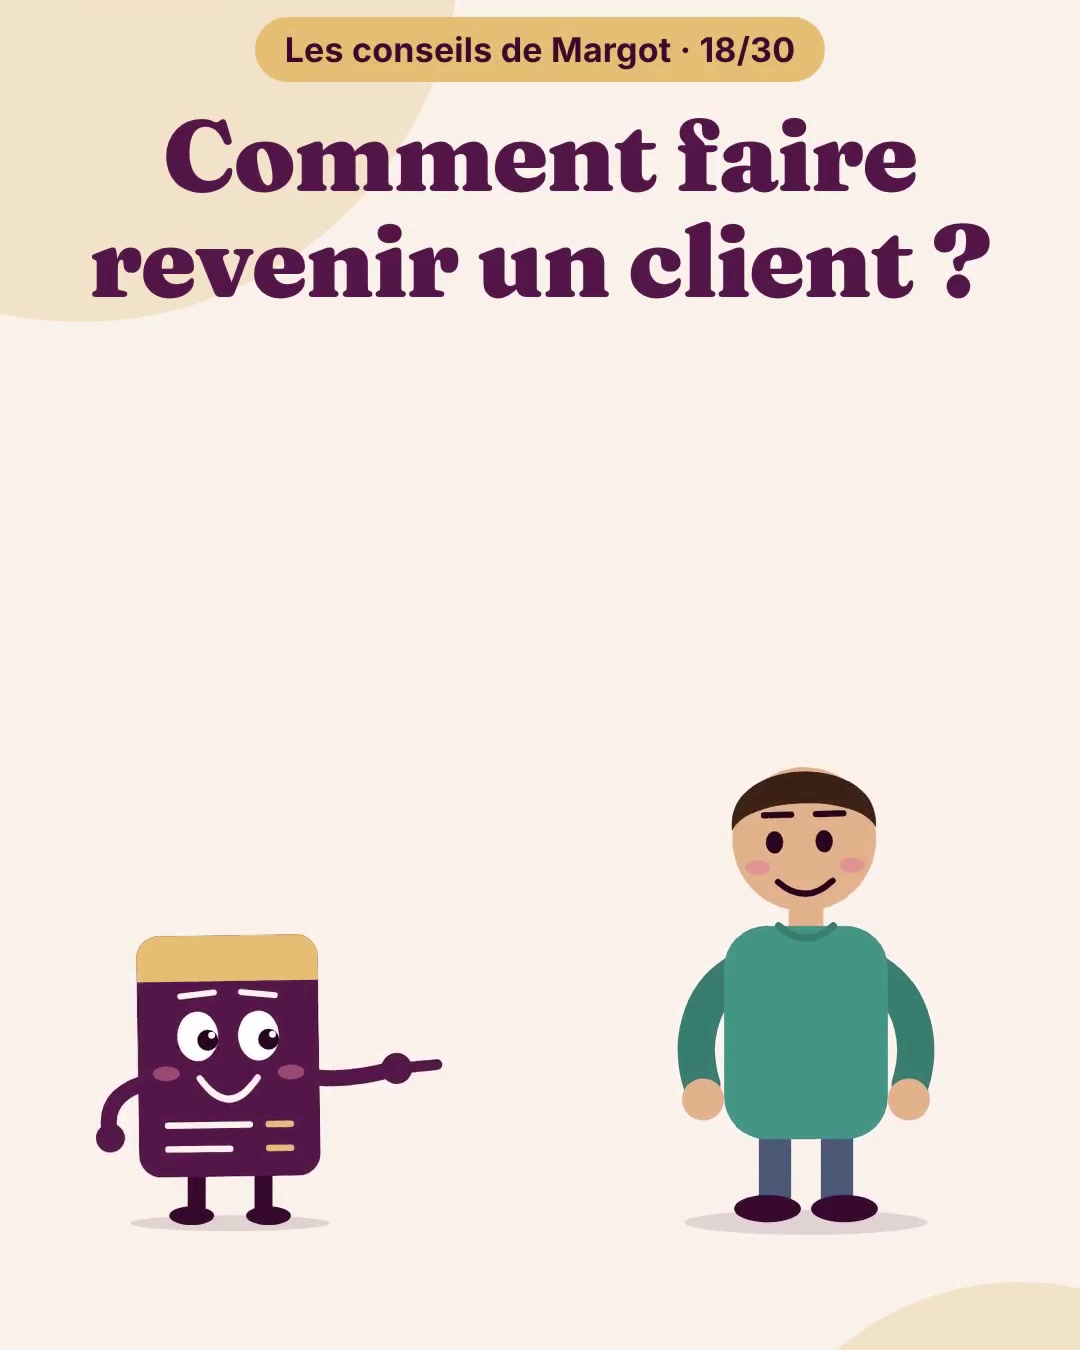 Les conseils de Margot · 18/30
Comment faire
revenir un client ?